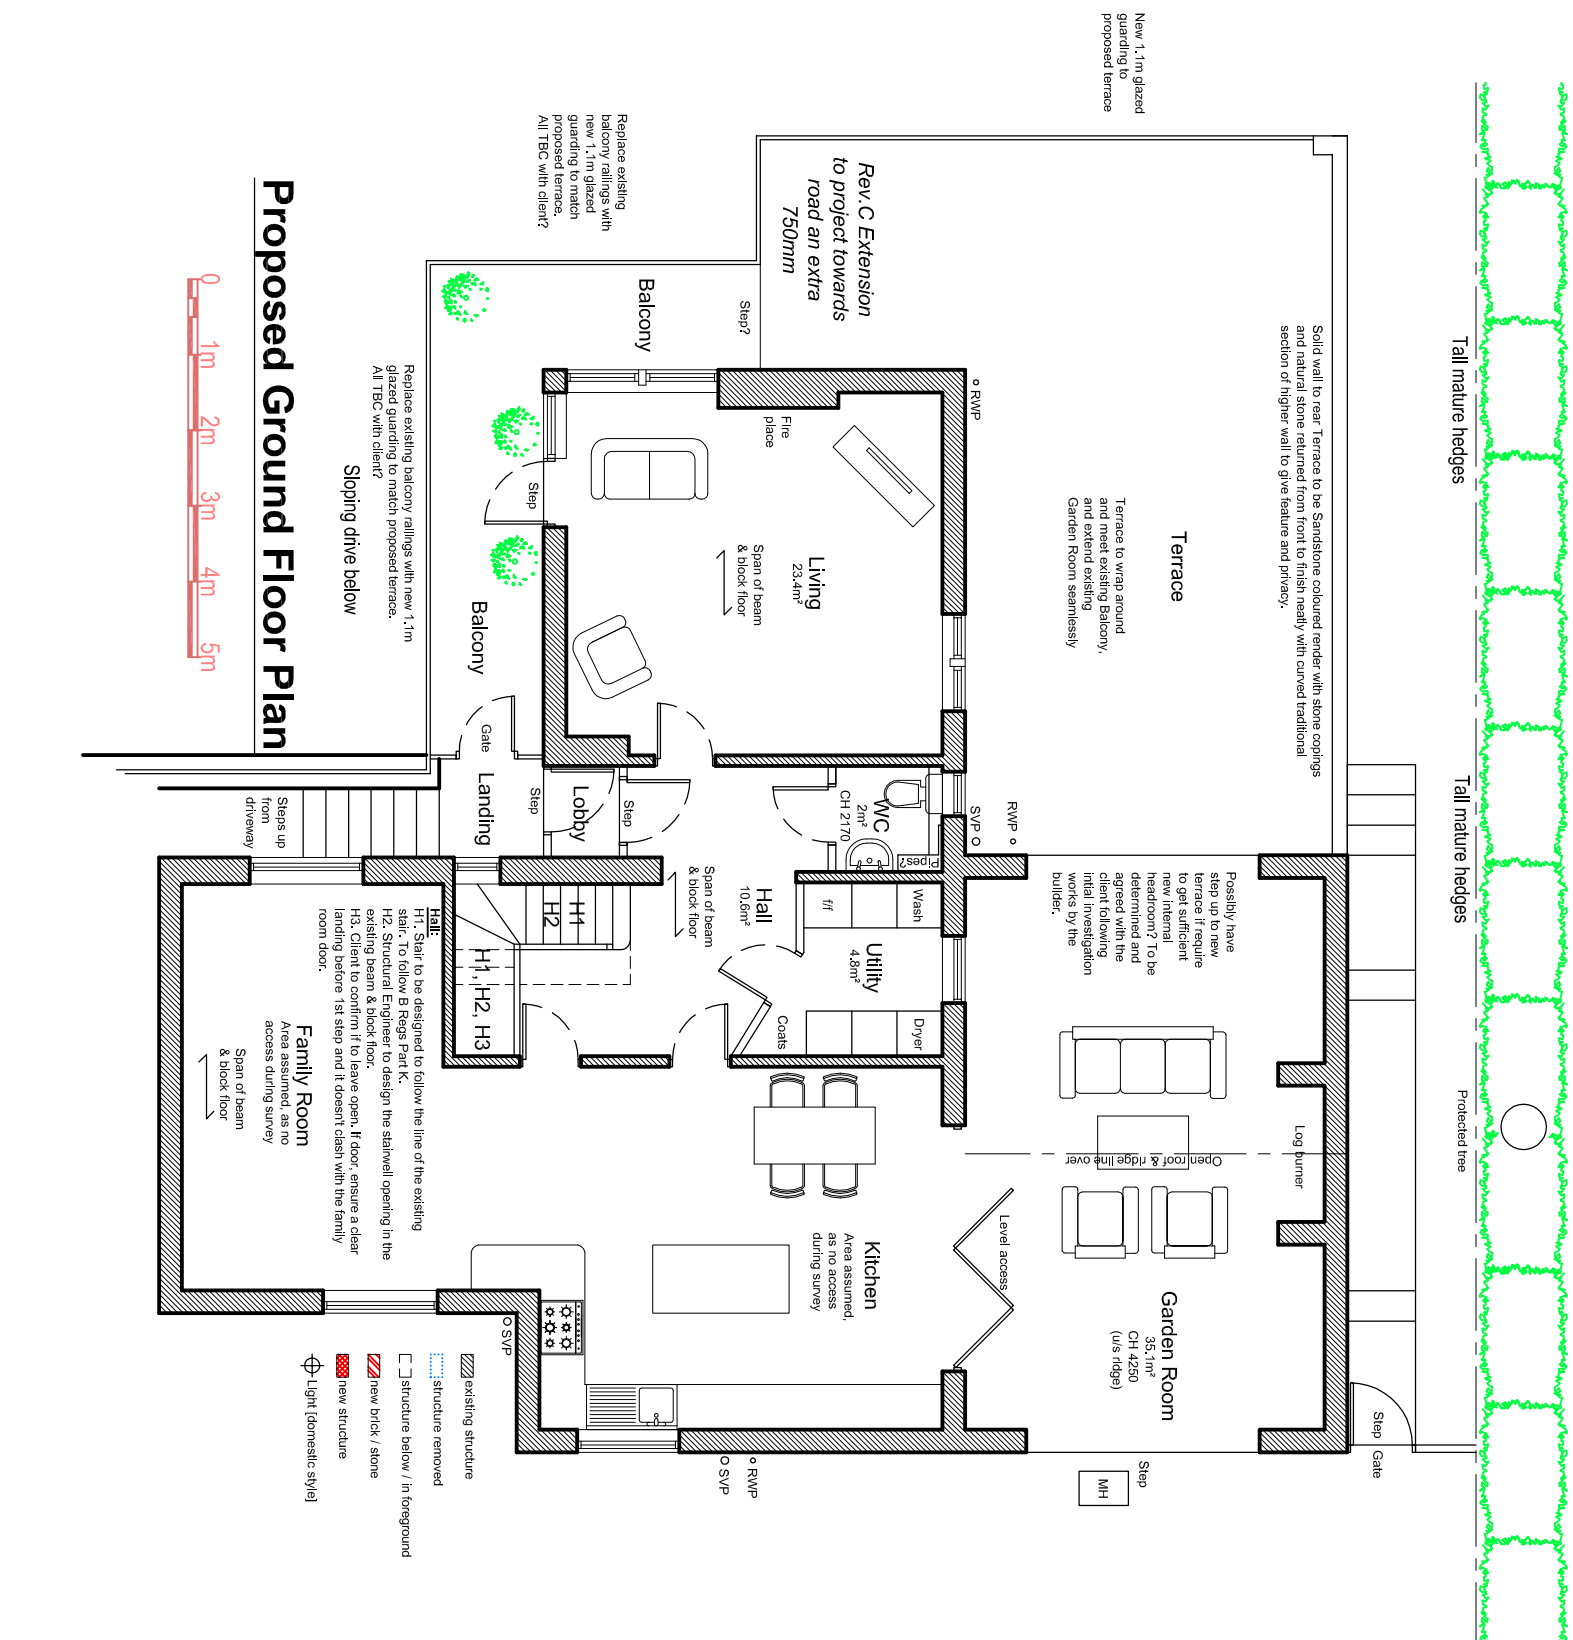 New 1.1m glazed
guarding to
proposed terrace
Tall mature hedges
Tall mature hedges
Protected tree
Solid wall to rear Terrace to be Sandstone coloured render with stone copings
and natural stone returned from front to finish neatly with curved traditional
section of higher wall to give feature and privacy.
Terrace
Terrace to wrap around
and meet existing Balcony,
and extend existing
Garden Room seamlessly
Rev.C Extension
to project towards
road an extra
750mm
Replace existing
balcony railings with
new 1.1m glazed
guarding to match
proposed terrace.
All TBC with client?
Balcony
Step?
RWP
Fire
place
Living
23.4m²
Span of beam
& block floor
Step
Balcony
Gate
Replace existing balcony railings with new 1.1m
glazed guarding to match proposed terrace.
All TBC with client?
Sloping drive below
Proposed Ground Floor Plan
0
1m
2m
3m
4m
5m
Steps up
from
driveway
Landing
Step
Lobby
Step
WC
2m²
CH 2170
Pipes?
SVP
RWP
Hall
10.6m²
Span of beam
& block floor
f/f
Wash
Utility
4.8m²
Dryer
Coats
H1
H2
H1, H2, H3
Possibly have
step up to new
terrace if require
to get sufficient
new internal
headroom? To be
determined and
agreed with the
client following
intial investigation
works by the
builder.
Log burner
Open roof & ridge line over
Level access
Garden Room
35.1m²
CH 4250
(u/s ridge)
Step
Gate
Step
MH
Kitchen
Area assumed,
as no access
during survey
RWP
SVP
SVP
Hall:
H1. Stair to be designed to follow the line of the existing
stair. To follow B Regs Part K.
H2. Structural Engineer to design the stairwell opening in the
existing beam & block floor.
H3. Client to confirm if to leave open. If door, ensure a clear
landing before 1st step and it doesn't clash with the family
room door.
Family Room
Area assumed, as no
access during survey
Span of beam
& block floor
existing structure
structure removed
structure below / in foreground
new brick / stone
new structure
Light [domestic style]